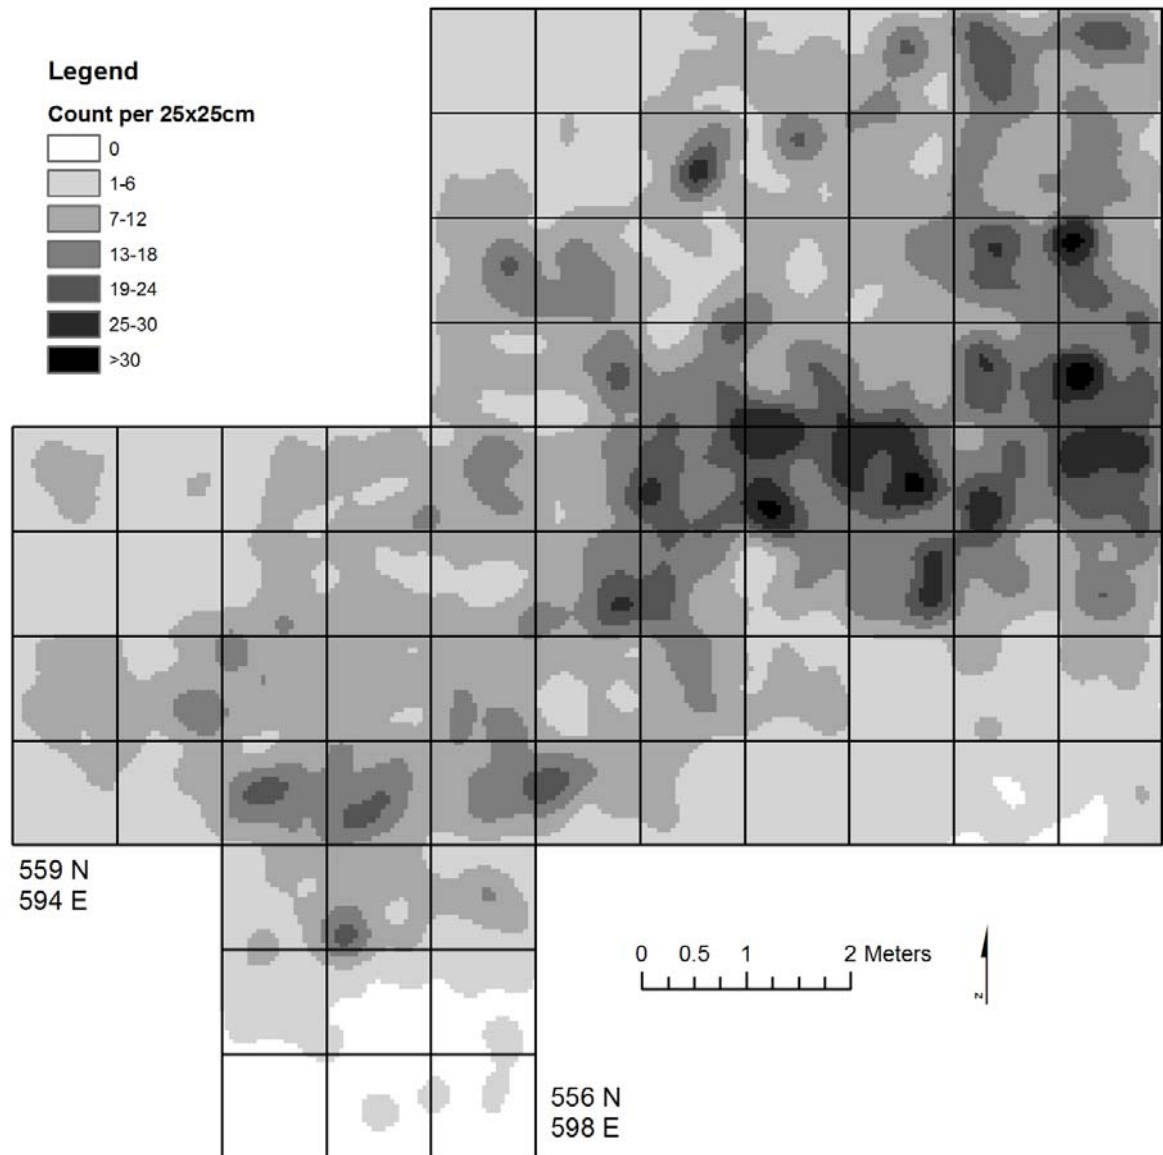 Legend
Count per 25x25cm
0
1-6
7-12
13-18
19-24
25-30
>30
559 N
594 E
0 0.5 1 2 Meters
z
556 N
598 E